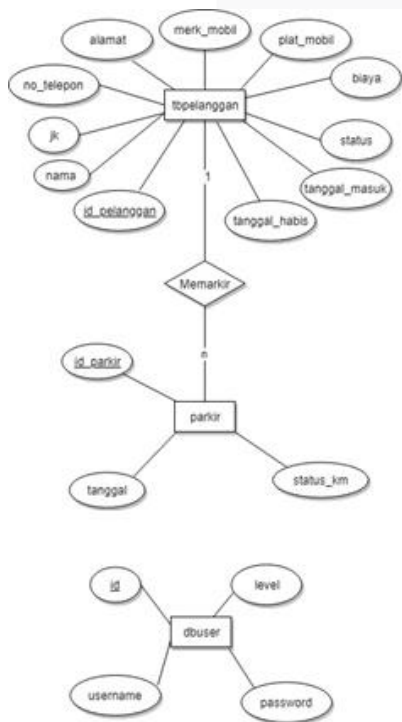 merk_mobil
alamat
plat_mobil
no_telepon
biaya
tbpelanggan
jk
status
nama
tanggal_masuk
id_pelanggan
1
tanggal_habis
Memarkir
n
id_parkir
parkir
tanggal
status_km
id
level
dbuser
username
password